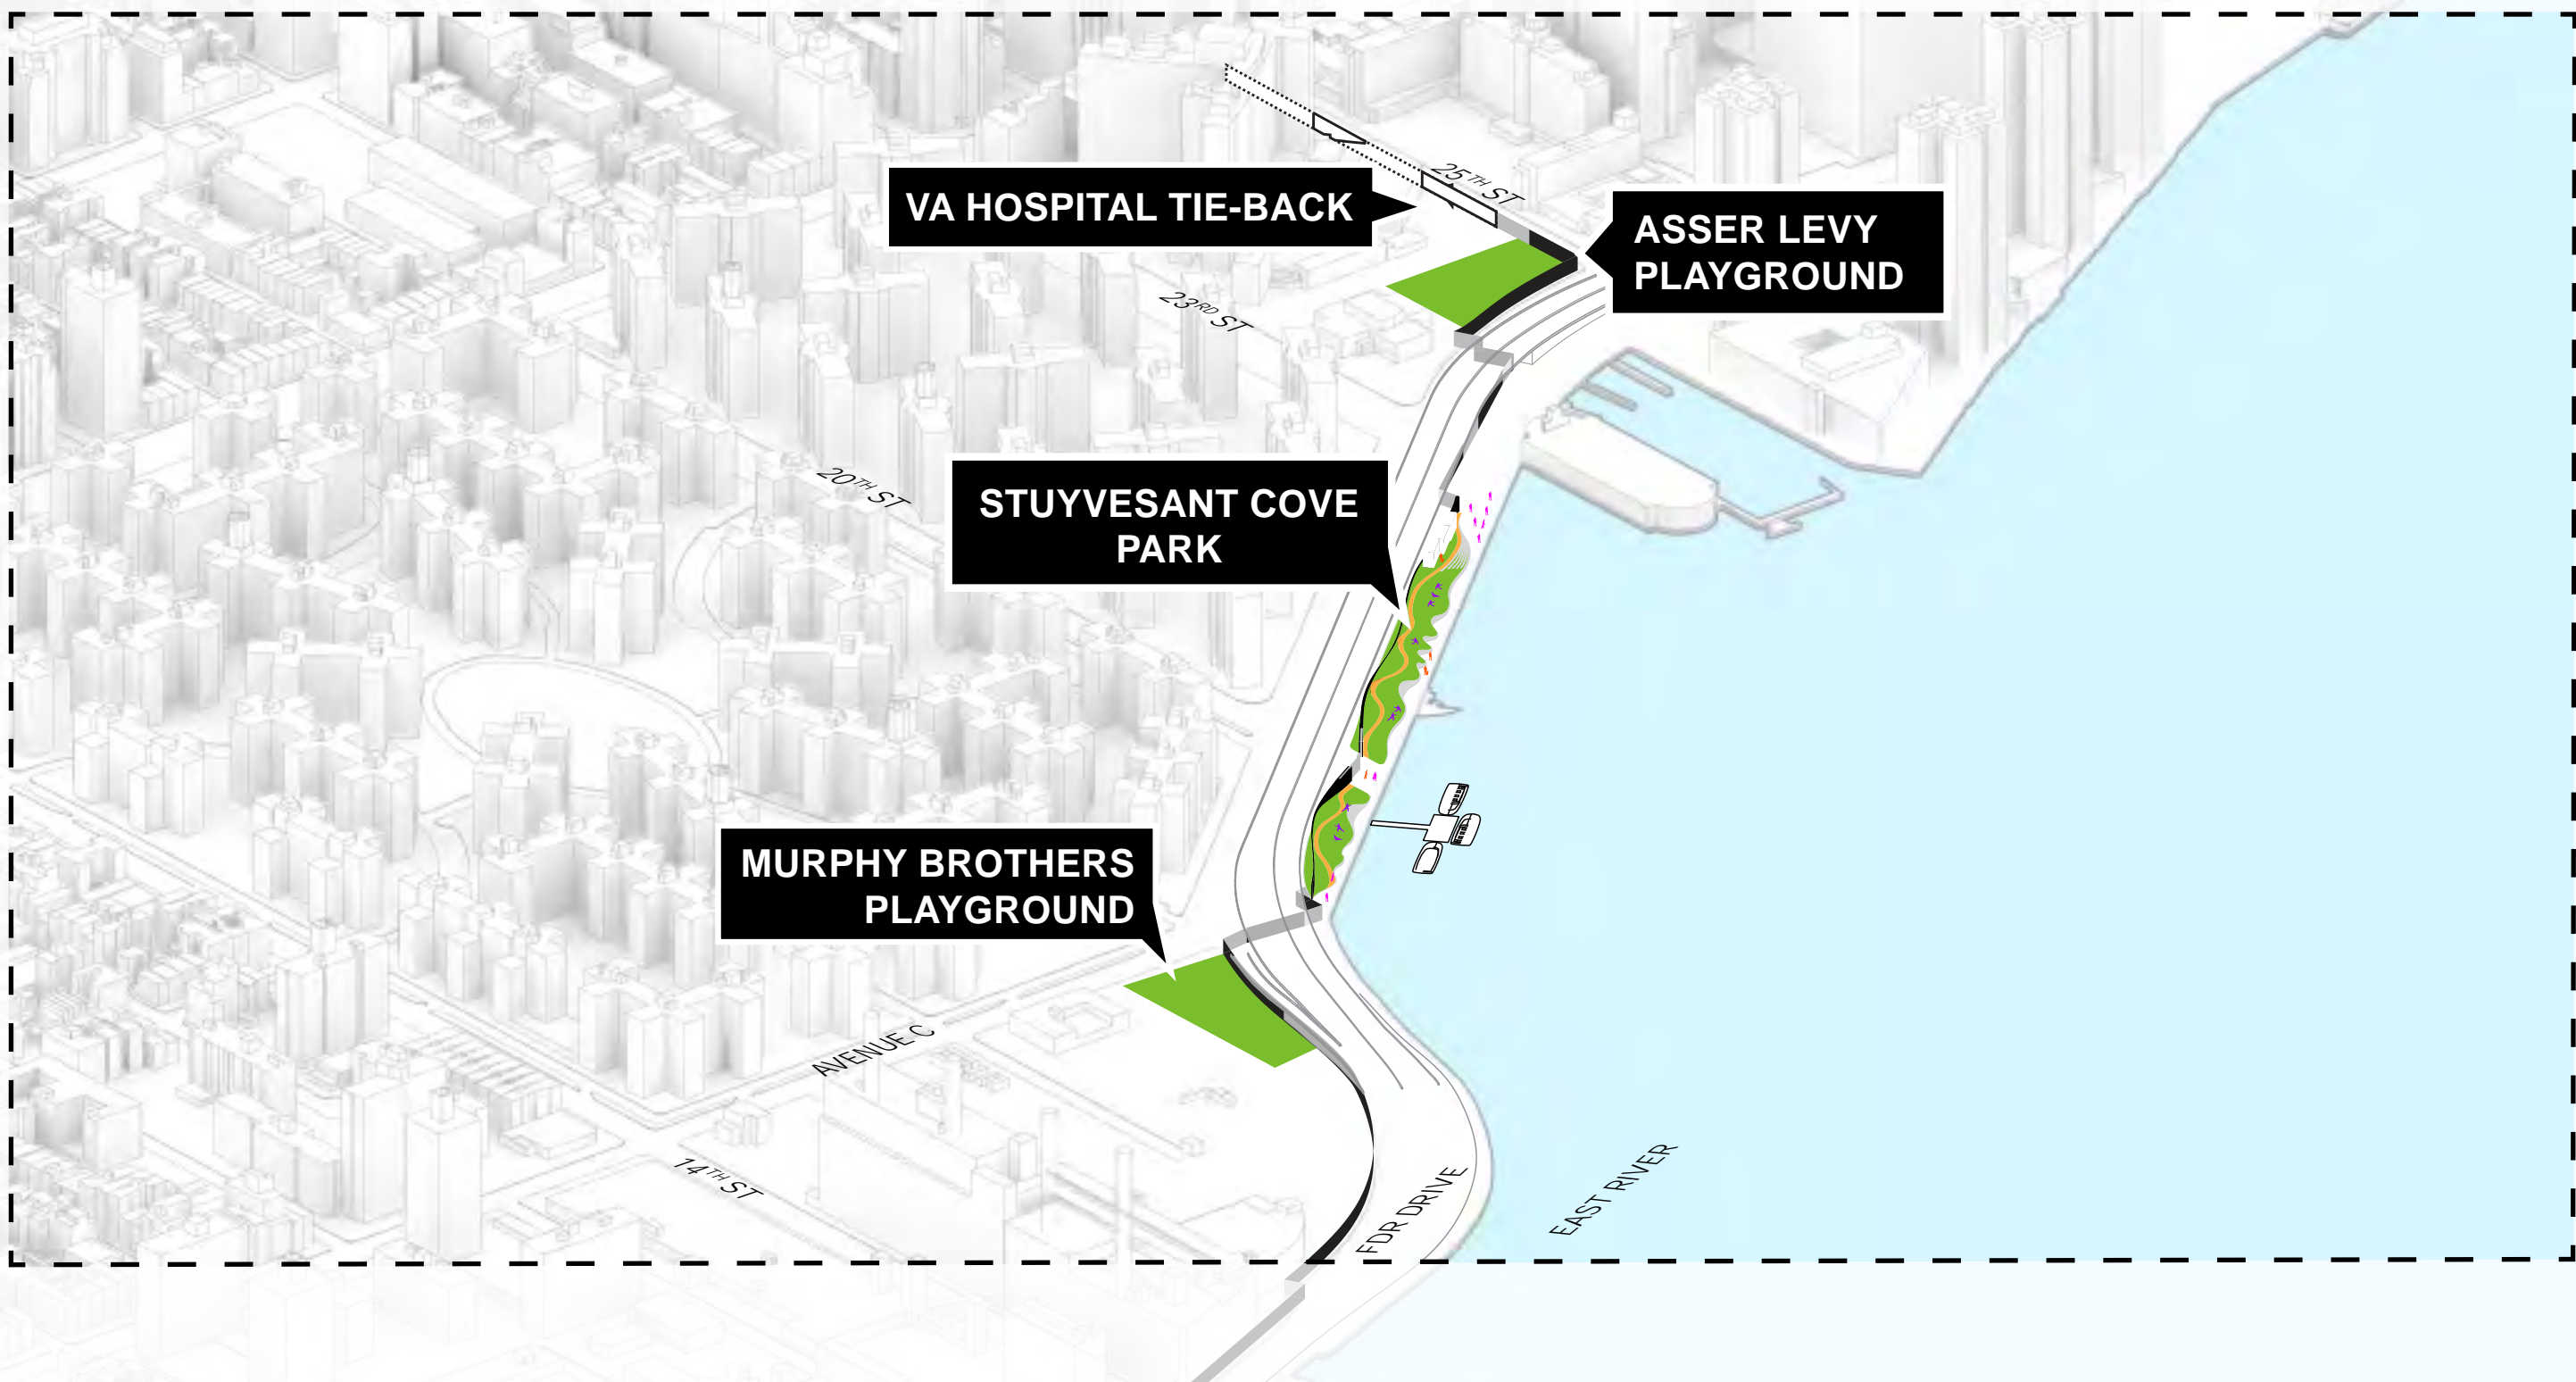 25TH ST
VA HOSPITAL TIE-BACK
ASSER LEVY
PLAYGROUND
23RD ST
20TH ST
STUYVESANT COVE
PARK
MURPHY BROTHERS
PLAYGROUND
AVENUE C
14TH ST
FDR DRIVE
EAST RIVER